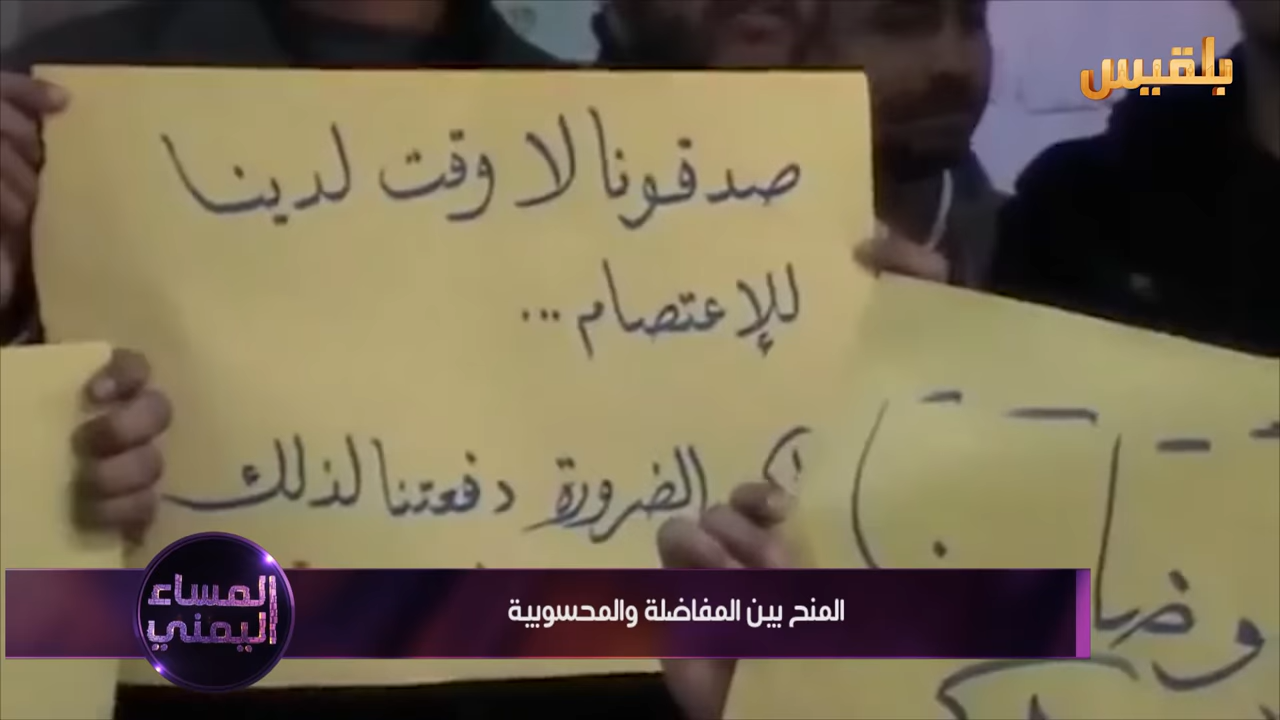 بلقيس
صدقونا لا وقت لدينا
للإعتصام ...
الضرورة دفعتنا لذلك
المساء
اليمني
المنح بين المفاضلة والمحسوبية